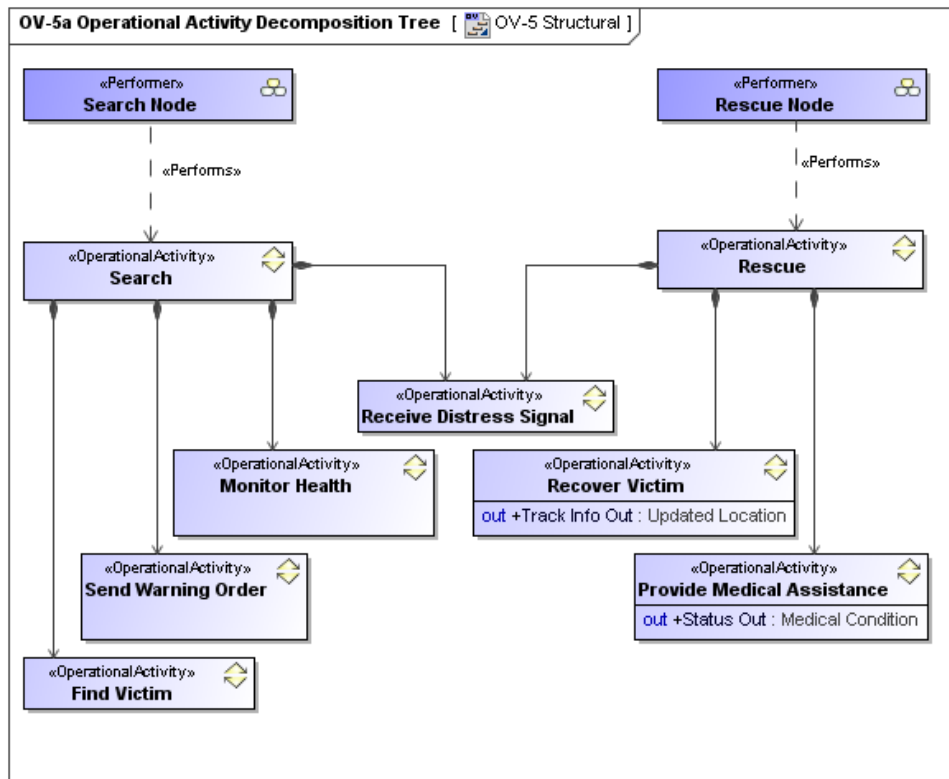 OV-5a Operational Activity Decomposition Tree [ OV-5 Structural ]
«Performer»
Search Node
«Performer»
Rescue Node
«Performs»
«Performs»
«OperationalActivity»
Search
«OperationalActivity»
Rescue
«OperationalActivity»
Receive Distress Signal
«OperationalActivity»
Monitor Health
«OperationalActivity»
Recover Victim
out +Track Info Out : Updated Location
«OperationalActivity»
Send Warning Order
«OperationalActivity»
Provide Medical Assistance
out +Status Out : Medical Condition
«OperationalActivity»
Find Victim